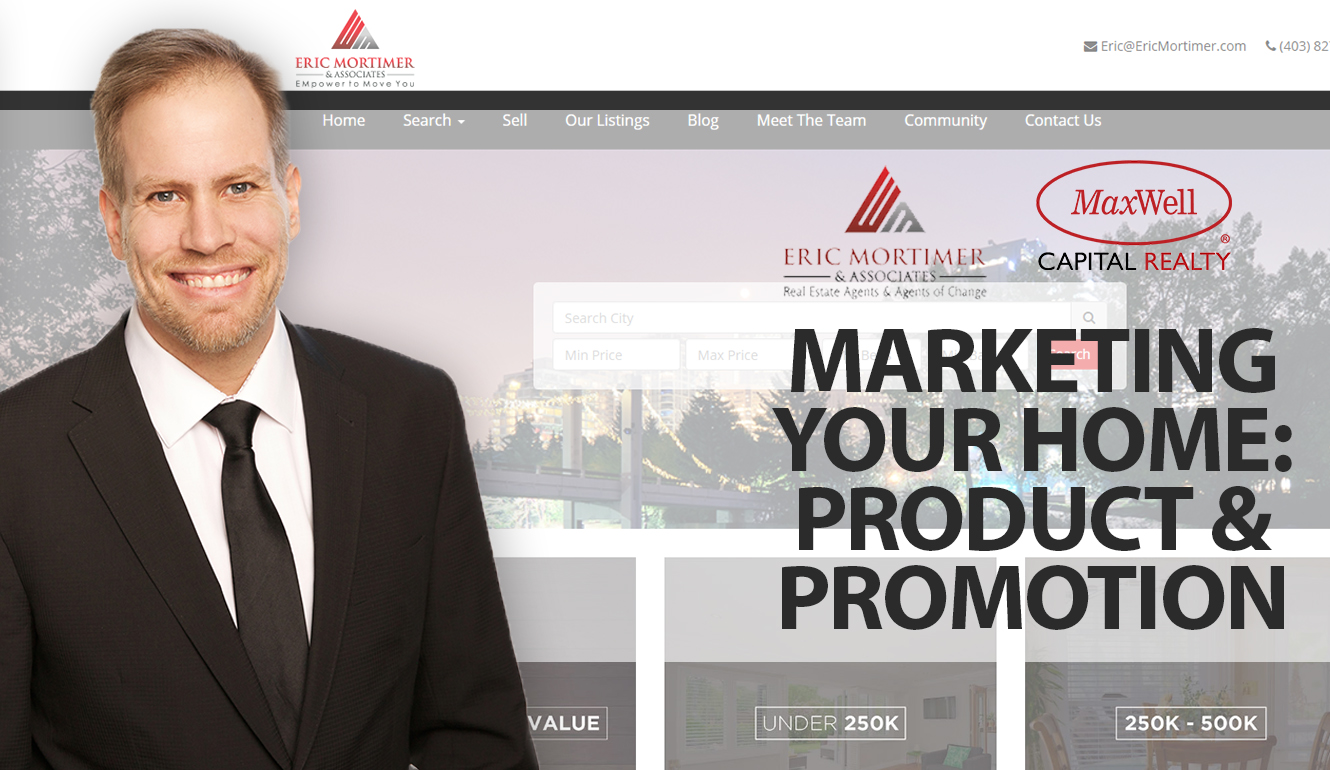 ERIC MORTIMER
& ASSOCIATES
EMpower to Move You
Eric@EricMortimer.com
(403) 82
Home Search Sell Our Listings Blog Meet The Team Community Contact Us
ERIC MORTIMER
& ASSOCIATES
Real Estate Agents & Agents of Change
MaxWell
®
CAPITAL REALTY
Search City
Min Price Max Price
MARKETING
YOUR HOME:
PRODUCT &
PROMOTION
VALUE
UNDER 250K
250K - 500K